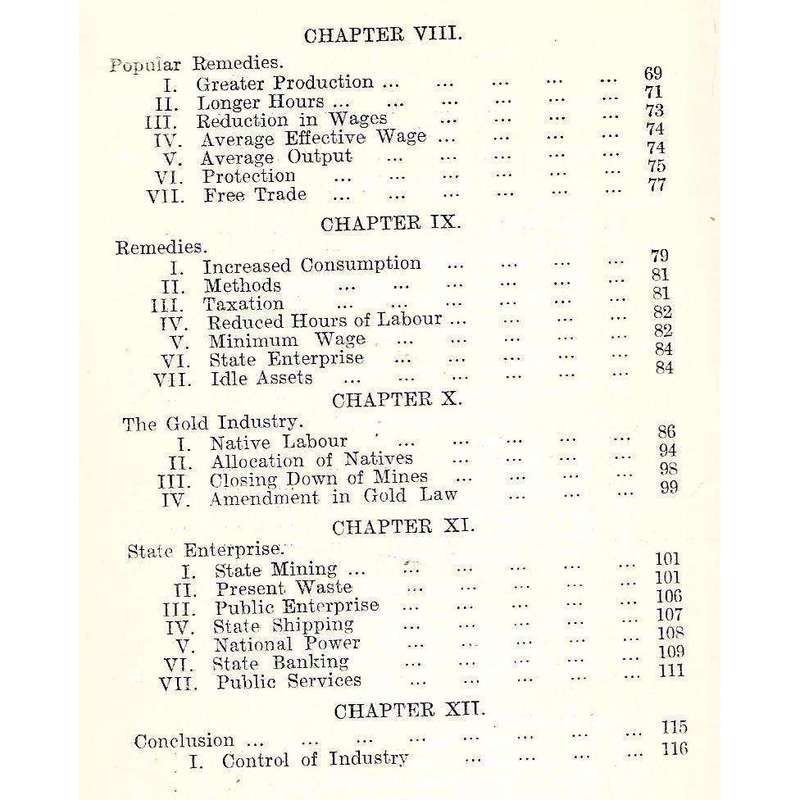 CHAPTER VIII.
Popular Remedies.
I. Greater Production ... ... ... ... ... 69
II. Longer Hours ... ... ... ... ... ... 71
III. Reduction in Wages ... ... ... ... 73
IV. Average Effective Wage ... ... ... ... 74
V. Average Output ... ... ... ... ... 74
VI. Protection ... ... ... ... ... ... 75
VII. Free Trade ... ... ... ... ... ... 77
CHAPTER IX.
Remedies.
I. Increased Consumption ... ... ... ... 79
II. Methods ... ... ... ... ... ... 81
III. Taxation ... ... ... ... ... ... 81
IV. Reduced Hours of Labour ... ... ... ... 82
V. Minimum Wage ... ... ... ... ... 82
VI. State Enterprise ... ... ... ... ... 84
VII. Idle Assets ... ... ... ... ... ... 84
CHAPTER X.
The Gold Industry.
I. Native Labour ... ... ... ... ... 86
II. Allocation of Natives ... ... ... ... 94
III. Closing Down of Mines ... ... ... ... 98
IV. Amendment in Gold Law ... ... ... 99
CHAPTER XI.
State Enterprise.
I. State Mining ... ... ... ... ... ... 101
II. Present Waste ... ... ... ... ... 101
III. Public Enterprise ... ... ... ... ... 106
IV. State Shipping ... ... ... ... ... 107
V. National Power ... ... ... ... ... 108
VI. State Banking ... ... ... ... ... 109
VII. Public Services ... ... ... ... ... 111
CHAPTER XII.
Conclusion ... ... ... ... ... ... ... ... 115
I. Control of Industry ... ... ... ... 116